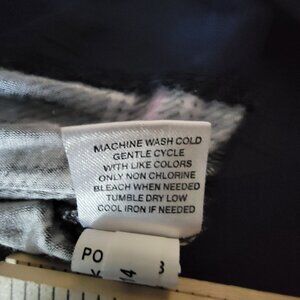 MACHINE WASH COLD
GENTLE CYCLE
WITH LIKE COLORS
ONLY NON CHLORINE
BLEACH WHEN NEEDED
TUMBLE DRY LOW
COOL IRON IF NEEDED
PO